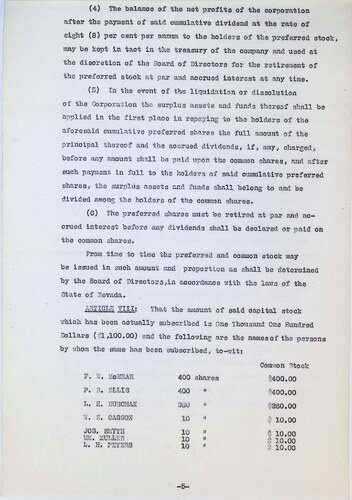 (4) The balance of the net profits of the corporation
after the payment of said cumulative dividend at the rate of
eight (8) per cent per annum to the holders of the preferred stock,
may be kept in tact in the treasury of the company and used at
the discretion of the Board of Directors for the retirement of
the preferred stock at par and accrued interest at any time.
(5) In the event of the liquidation or dissolution
of the Corporation the surplus assets and funds thereof shall be
applied in the first place in repaying to the holders of the
aforesaid cumulative preferred shares the full amount of the
principal thereof and the accrued dividends, if, any, charged,
before any amount shall be paid upon the common shares, and after
such payment in full to the holders of said cumulative preferred
shares, the surplus assets and funds shall belong to and be
divided among the holders of the common shares.
(6) The preferred shares must be retired at par and ac-
crued interest before any dividends shall be declared or paid on
the common shares.
From time to time the preferred and common stock may
be issued in such amount and proportion as shall be determined
by the Board of Directors,in accordance with the laws of the
State of Nevada.
ARTICLE VIII: That the amount of said capital stock
which has been actually subscribed is One Thousand One Hundred
Dollars ($1,100.00) and the following are the names of the persons
by whom the same has been subscribed, to-wit:
Common Stock
F. W. McNEAR 400 shares $400.00
P. S. ELLIS 400 " $400.00
L. H. 260 " $260.00
W. E. CASSON 10 " $ 10.00
JOS. SMYTH 10 " $ 10.00
WM. MULLER 10 " $ 10.00
L. H. PETERS 10 " $ 10.00
-5-